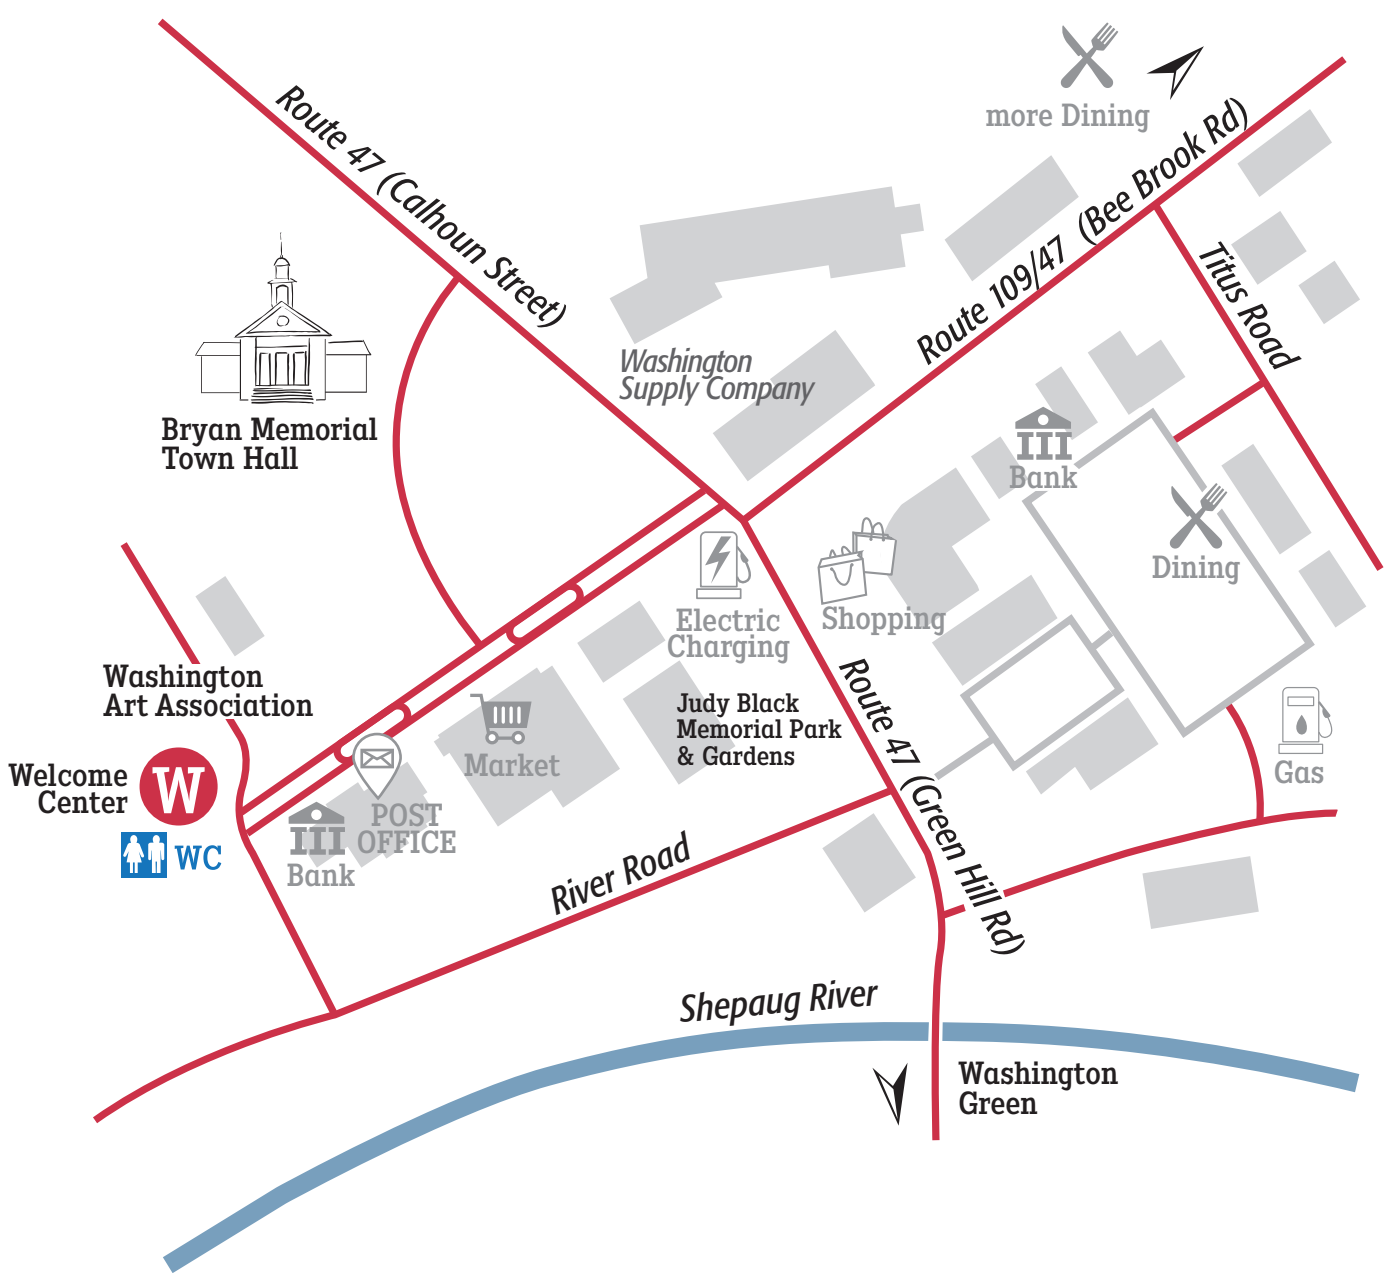 more Dining
Route 47 (Calhoun Street)
Route 109/47 (Bee Brook Rd)
Titus Road
Washington
Supply Company
Bryan Memorial
Town Hall
Bank
Dining
Electric
Charging
Shopping
Washington
Art Association
Judy Black
Memorial Park
& Gardens
Route 47 (Green Hill Rd)
Market
Gas
Welcome
Center
W
WC
POST
OFFICE
Bank
River Road
Shepaug River
Washington
Green